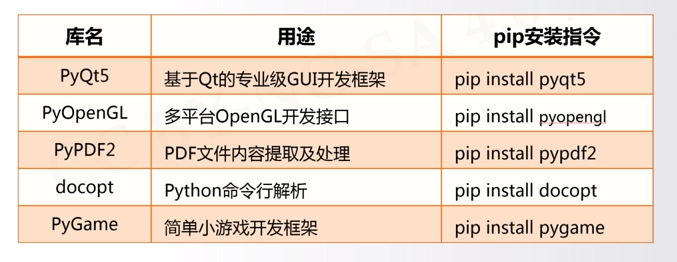 库名 用途 pip安装指令
PyQt5 基于Qt的专业级GUI开发框架 pip install pyqt5
PyOpenGL 多平台OpenGL开发接口 pip install pyopengl
PyPDF2 PDF文件内容提取及处理 pip install pypdf2
docopt Python命令行解析 pip install docopt
PyGame 简单小游戏开发框架 pip install pygame